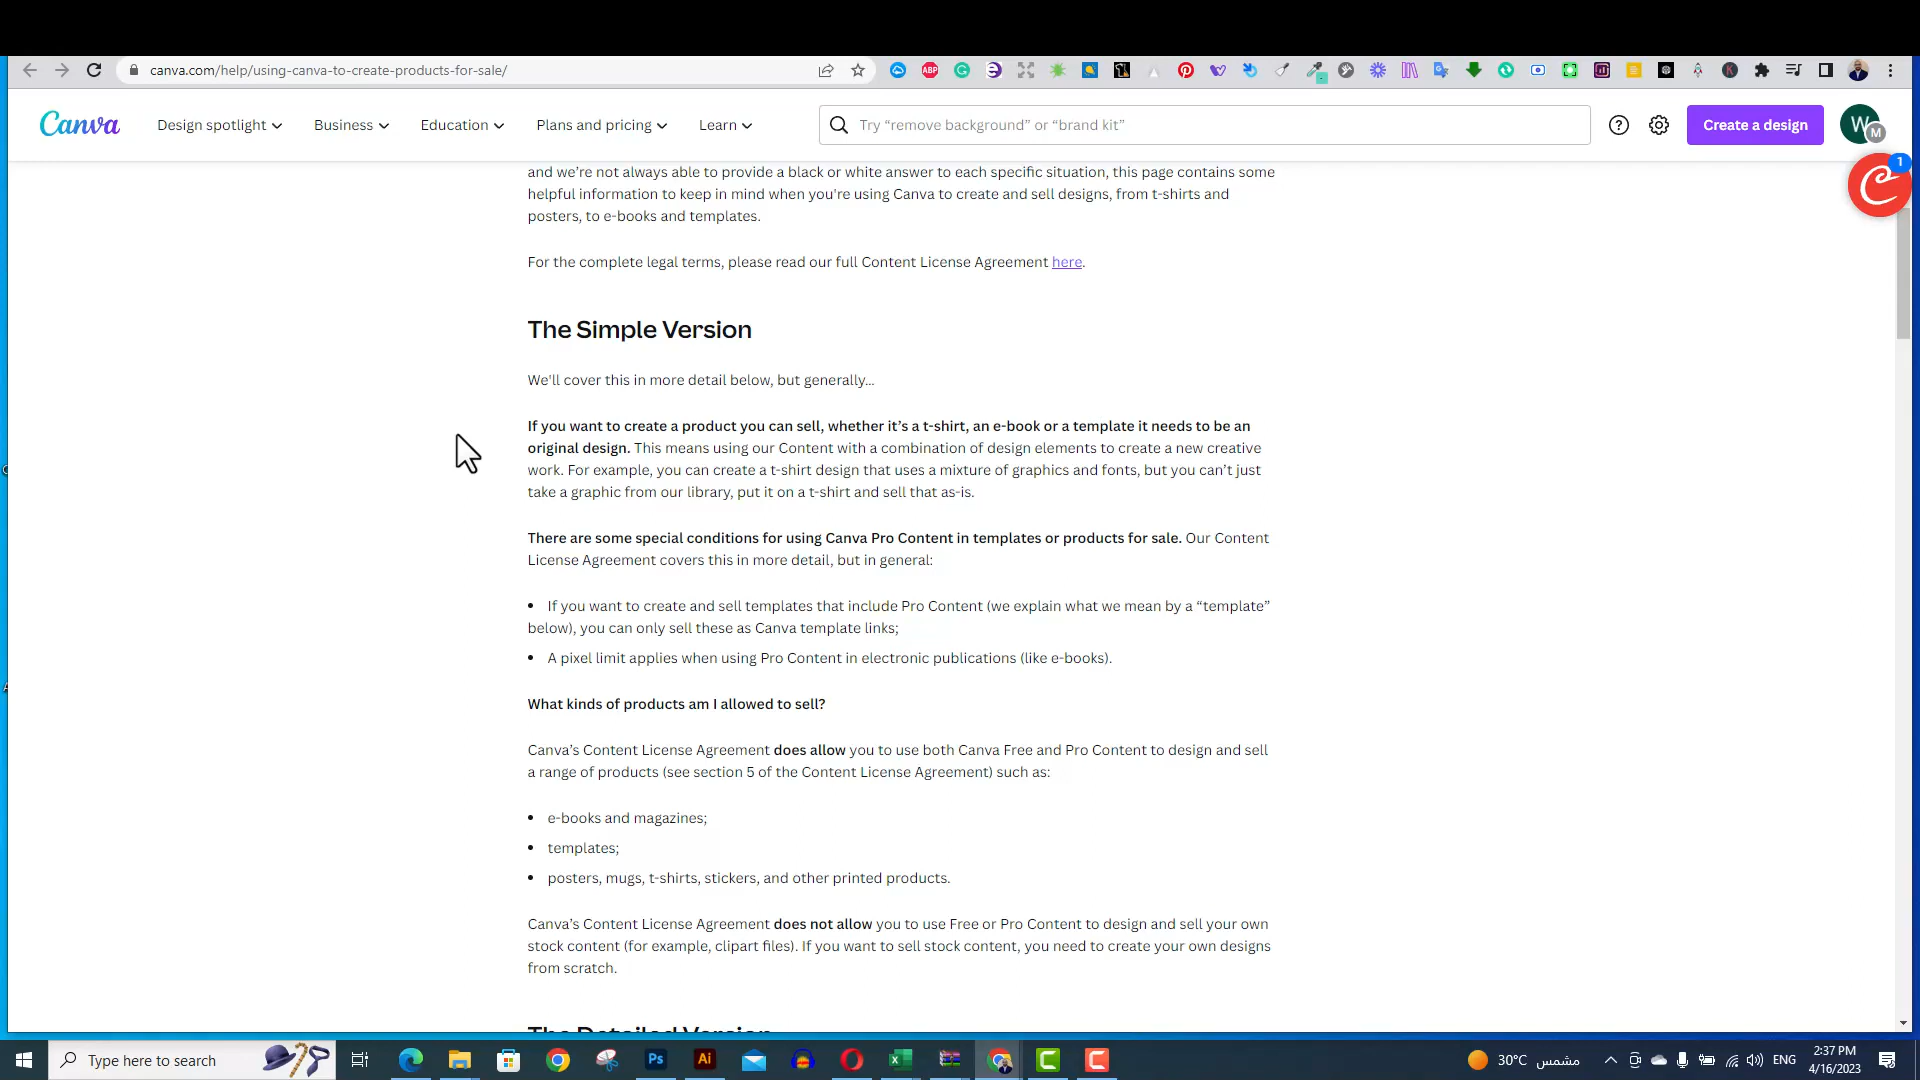 canva.com/help/using-canva-to-create-products-for-sale/
ABP
Canva
Design spotlight
Business
Education
Plans and pricing
Learn
Try “remove background” or “brand kit”
Create a design
W
M
1
and we’re not always able to provide a black or white answer to each specific situation, this page contains some
helpful information to keep in mind when you're using Canva to create and sell designs, from t-shirts and
posters, to e-books and templates.
For the complete legal terms, please read our full Content License Agreement here.
The Simple Version
We'll cover this in more detail below, but generally...
If you want to create a product you can sell, whether it’s a t-shirt, an e-book or a template it needs to be an
original design. This means using our Content with a combination of design elements to create a new creative
work. For example, you can create a t-shirt design that uses a mixture of graphics and fonts, but you can’t just
take a graphic from our library, put it on a t-shirt and sell that as-is.
There are some special conditions for using Canva Pro Content in templates or products for sale. Our Content
License Agreement covers this in more detail, but in general:
• If you want to create and sell templates that include Pro Content (we explain what we mean by a “template”
below), you can only sell these as Canva template links;
• A pixel limit applies when using Pro Content in electronic publications (like e-books).
What kinds of products am I allowed to sell?
Canva’s Content License Agreement does allow you to use both Canva Free and Pro Content to design and sell
a range of products (see section 5 of the Content License Agreement) such as:
• e-books and magazines;
• templates;
• posters, mugs, t-shirts, stickers, and other printed products.
Canva’s Content License Agreement does not allow you to use Free or Pro Content to design and sell your own
stock content (for example, clipart files). If you want to sell stock content, you need to create your own designs
from scratch.
The Detailed Version
Type here to search
Ps
Ai
30°C مشمس
ENG
2:37 PM
4/16/2023